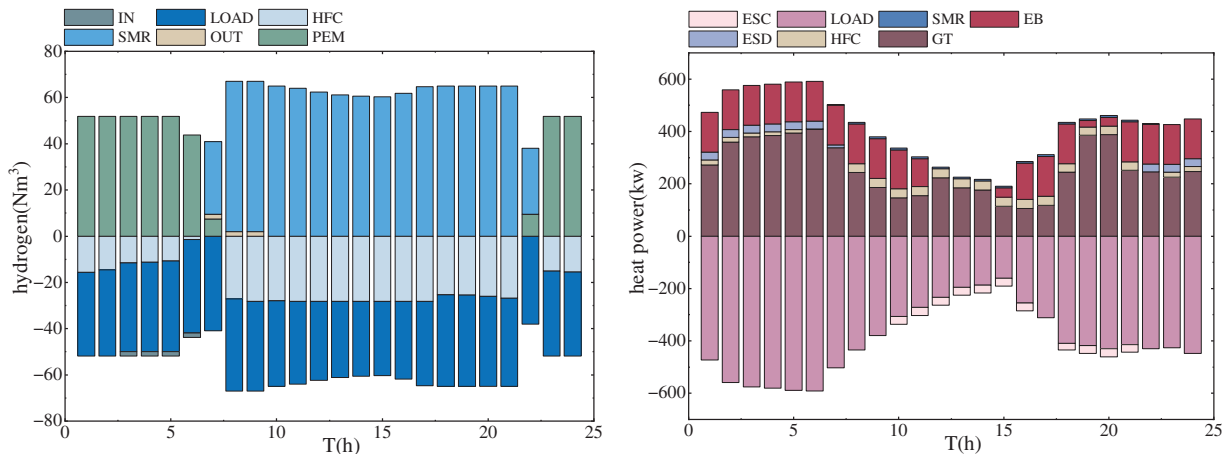 IN LOAD HFC
SMR OUT PEM
80
60
40
20
0
-20
-40
-60
-80
hydrogen(Nm³)
0 5 10 15 20 25
T(h)
ESC LOAD SMR EB
ESD HFC GT
600
400
200
0
-200
-400
-600
heat power(kw)
0 5 10 15 20 25
T(h)